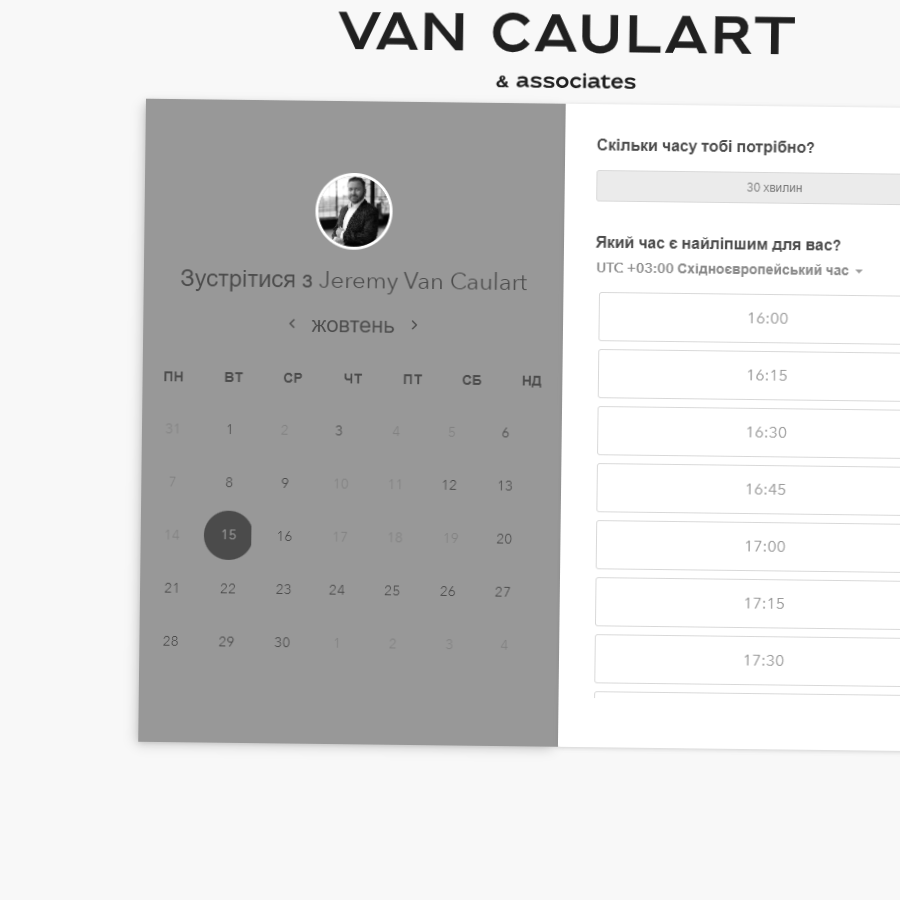 VAN CAULART
& associates
Зустрітися з Jeremy Van Caulart
жовтень
ПН ВТ СР ЧТ ПТ СБ НД
31 1 2 3 4 5 6
7 8 9 10 11 12 13
14 15 16 17 18 19 20
21 22 23 24 25 26 27
28 29 30 1 2 3 4
Скільки часу тобі потрібно?
30 хвилин
Який час є найліпшим для вас?
UTC +03:00 Східноєвропейський час
16:00
16:15
16:30
16:45
17:00
17:15
17:30